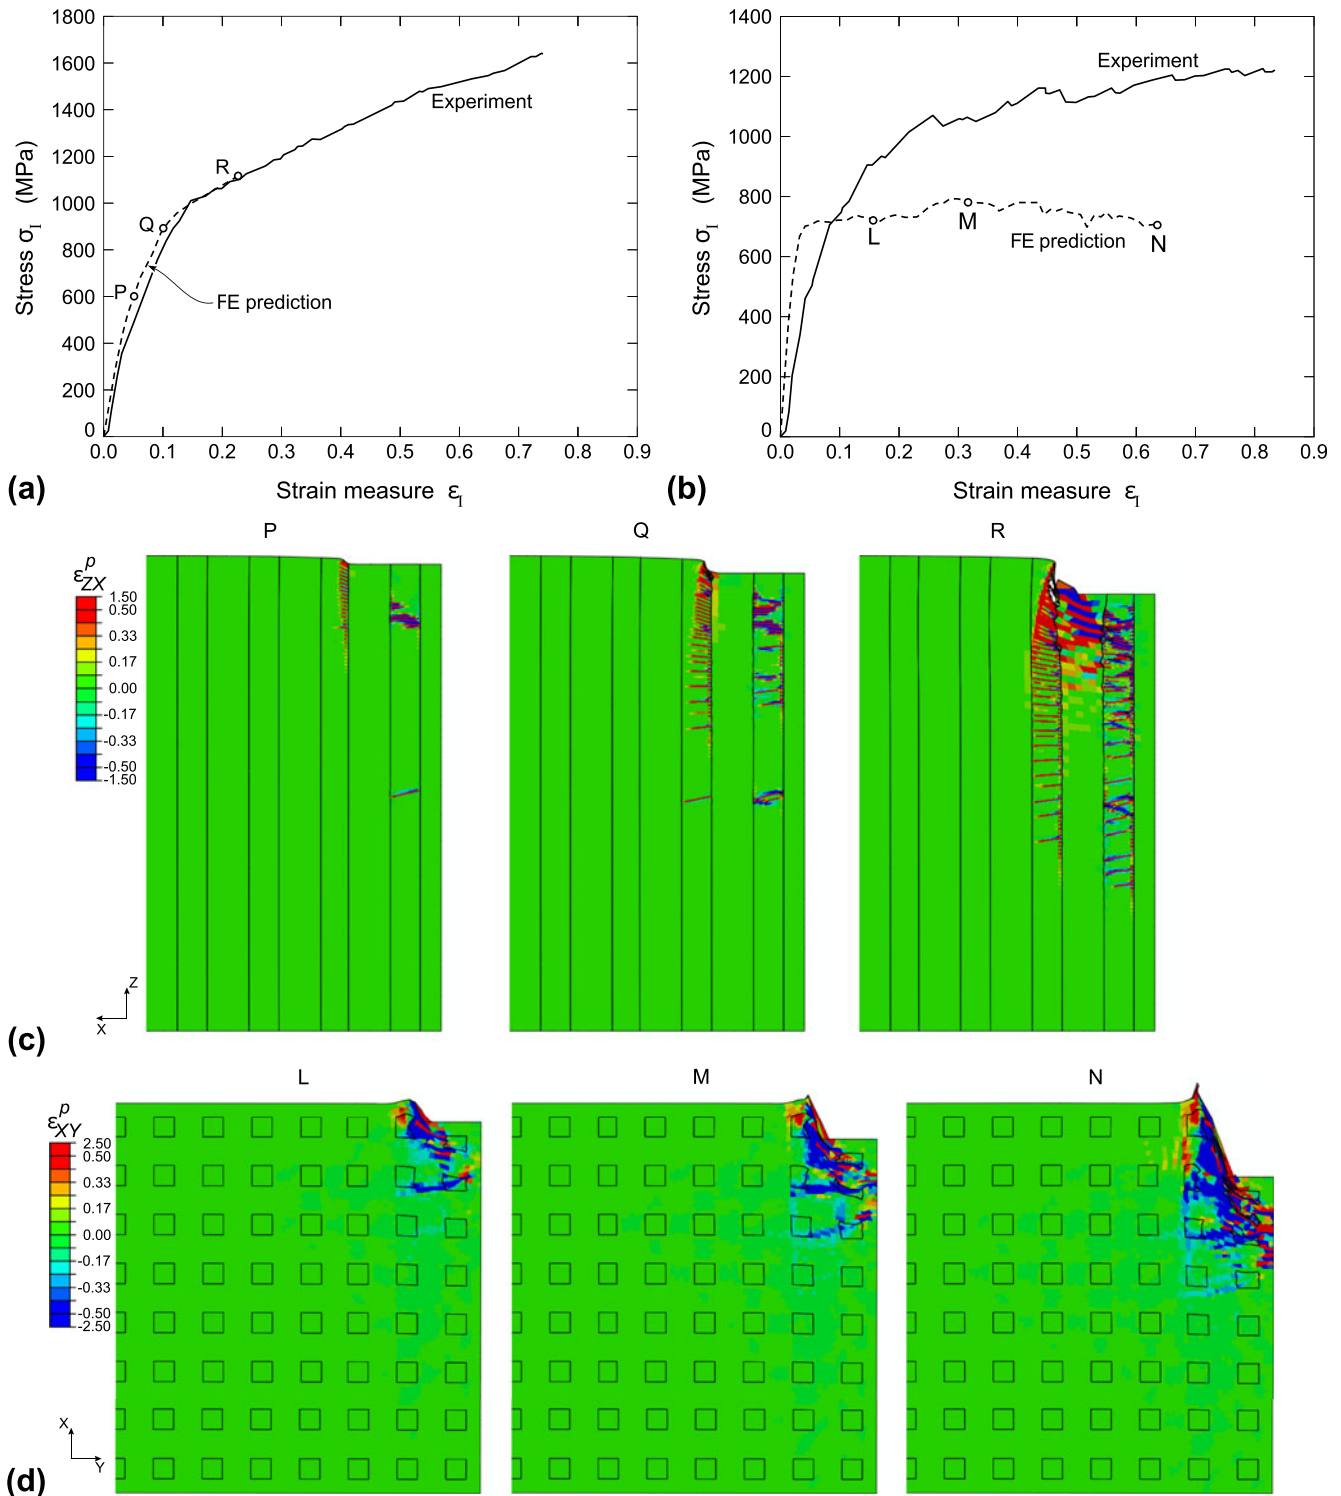 1800
1600
1400
1200
1000
800
600
400
200
0
Stress σI (MPa)
Experiment
R
Q
P
FE prediction
0.0 0.1 0.2 0.3 0.4 0.5 0.6 0.7 0.8 0.9
(a) Strain measure εI
1400
1200
1000
800
600
400
200
0
Stress σI (MPa)
Experiment
L M N
FE prediction
0.0 0.1 0.2 0.3 0.4 0.5 0.6 0.7 0.8 0.9
(b) Strain measure εI
P Q R
εZX p
1.50
0.50
0.33
0.17
0.00
-0.17
-0.33
-0.50
-1.50
Z
X
(c)
L M N
εXY p
2.50
0.50
0.33
0.17
0.00
-0.17
-0.33
-0.50
-2.50
X
Y
(d)